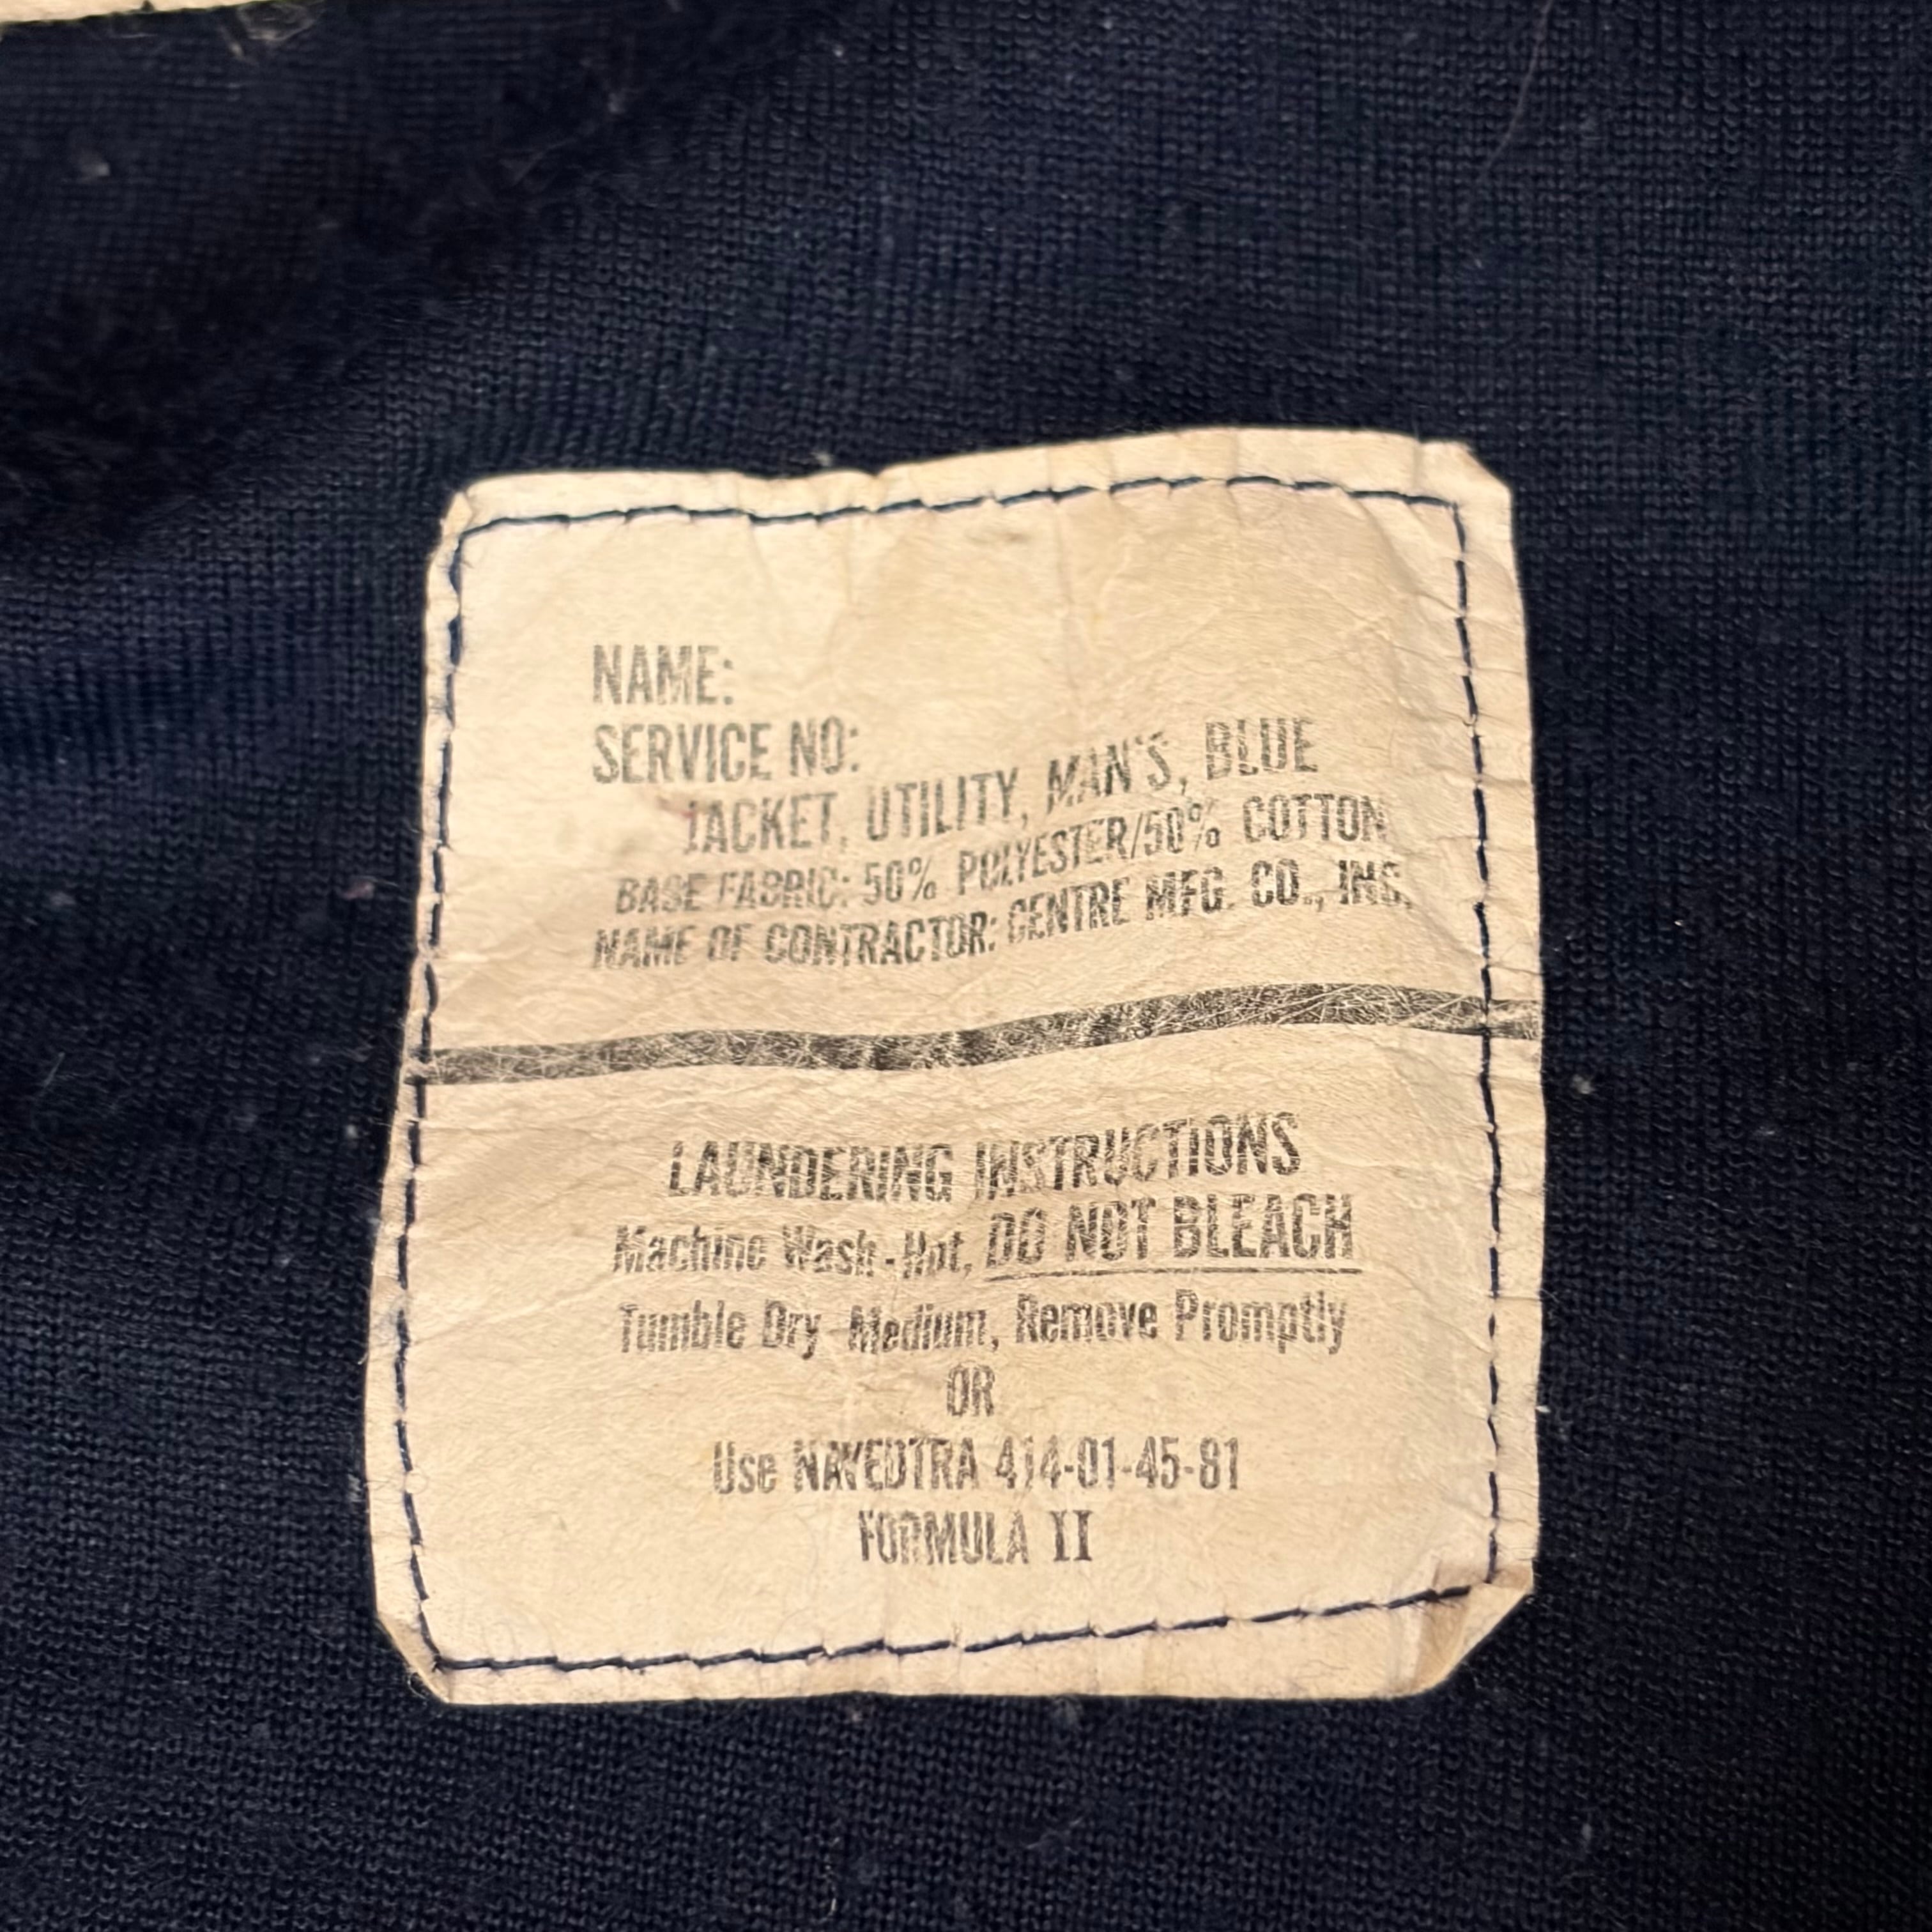 NAME:
SERVICE NO:
JACKET, UTILITY, MAN'S, BLUE
BASE FABRIC: 50% POLYESTER/50% COTTON
NAME OF CONTRACTOR: CENTRE MFG. CO., INC.
LAUNDERING INSTRUCTIONS
Machine Wash - Hot, DO NOT BLEACH
Tumble Dry Medium, Remove Promptly
OR
Use NAVEDTRA 414-01-45-81
FORMULA II